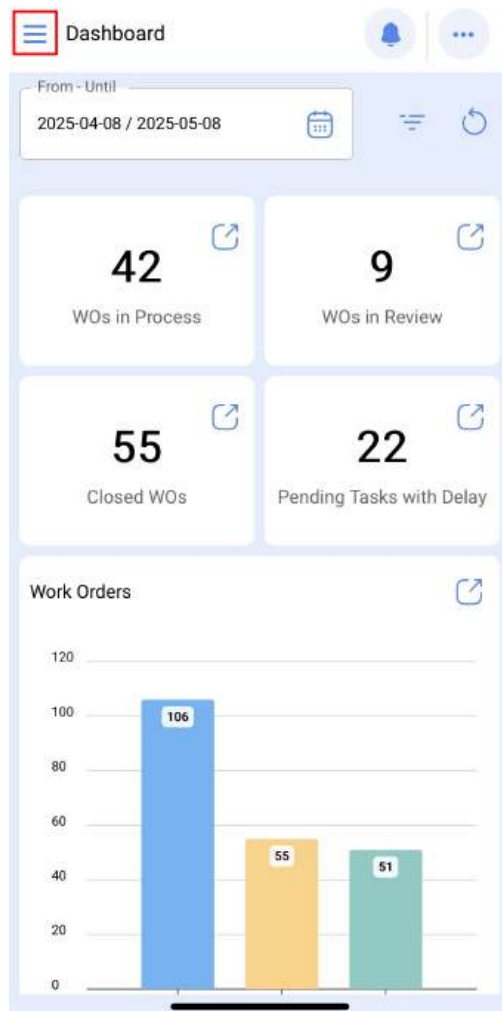 Dashboard
From - Until
2025-04-08 / 2025-05-08
42
WOs in Process
9
WOs in Review
55
Closed WOs
22
Pending Tasks with Delay
Work Orders
120
100
80
60
40
20
0
106
55
51